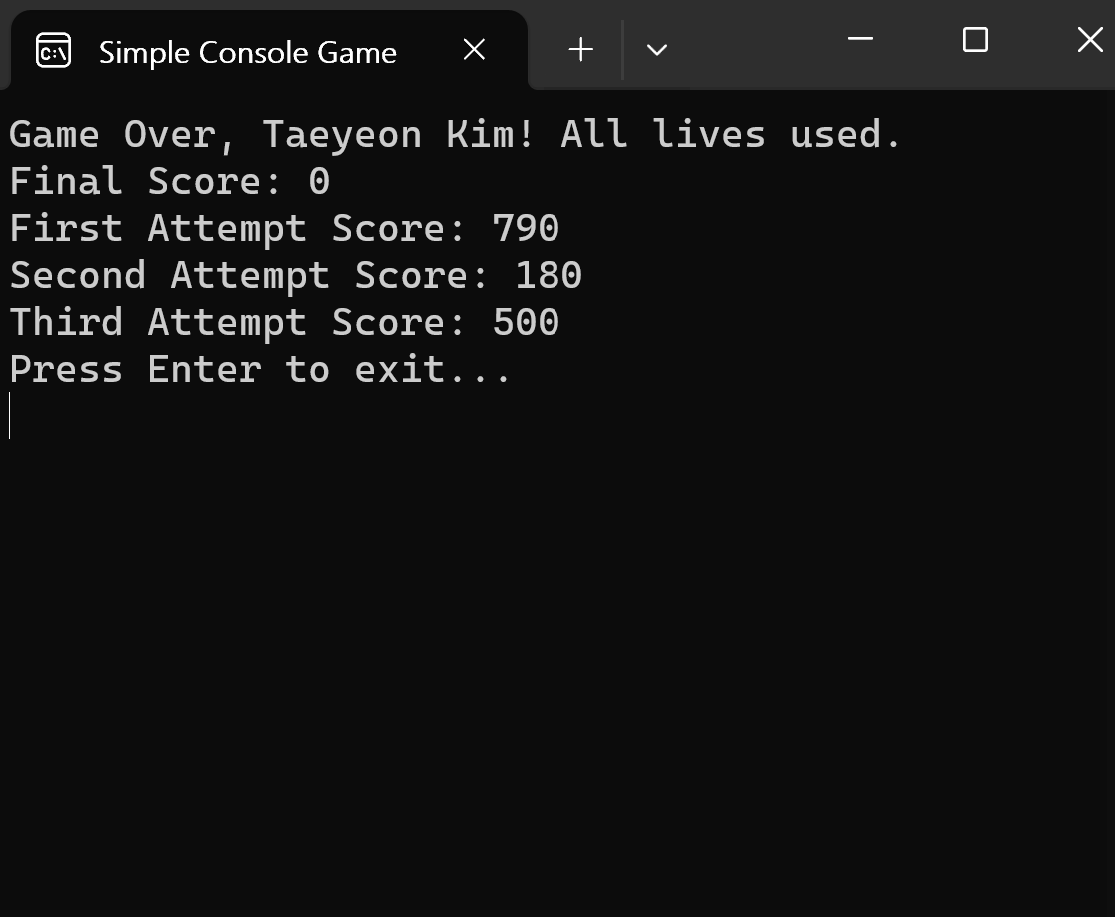 Simple Console Game
Game Over, Taeyeon Kim! All lives used.
Final Score: 0
First Attempt Score: 790
Second Attempt Score: 180
Third Attempt Score: 500
Press Enter to exit...